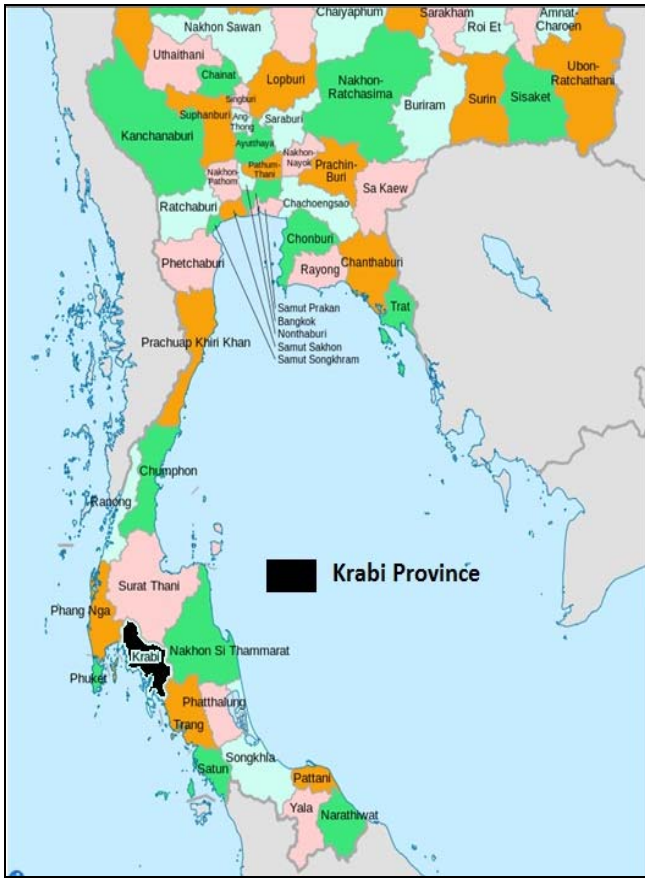 Nakhon Sawan
Chaiyaphum
Sarakham
Roi Et
Amnat-
Charoen
Uthaithani
Chainat
Lopburi
Nakhon-
Ratchasima
Buriram
Surin
Sisaket
Ubon-
Ratchathani
Singburi
Suphanburi
Ang-
Thong
Saraburi
Kanchanaburi
Ayutthaya
Nakhon-
Nayok
Prachin-
Buri
Nakhon-
Pathom
Pathum-
Thani
Sa Kaew
Ratchaburi
Chachoengsao
Chonburi
Phetchaburi
Rayong
Chanthaburi
Trat
Samut Prakan
Bangkok
Nonthaburi
Samut Sakhon
Samut Songkhram
Prachuap Khiri Khan
Chumphon
Ranong
Krabi Province
Surat Thani
Phang Nga
Krabi
Nakhon Si Thammarat
Phuket
Phatthalung
Trang
Songkhla
Satun
Pattani
Yala
Narathiwat